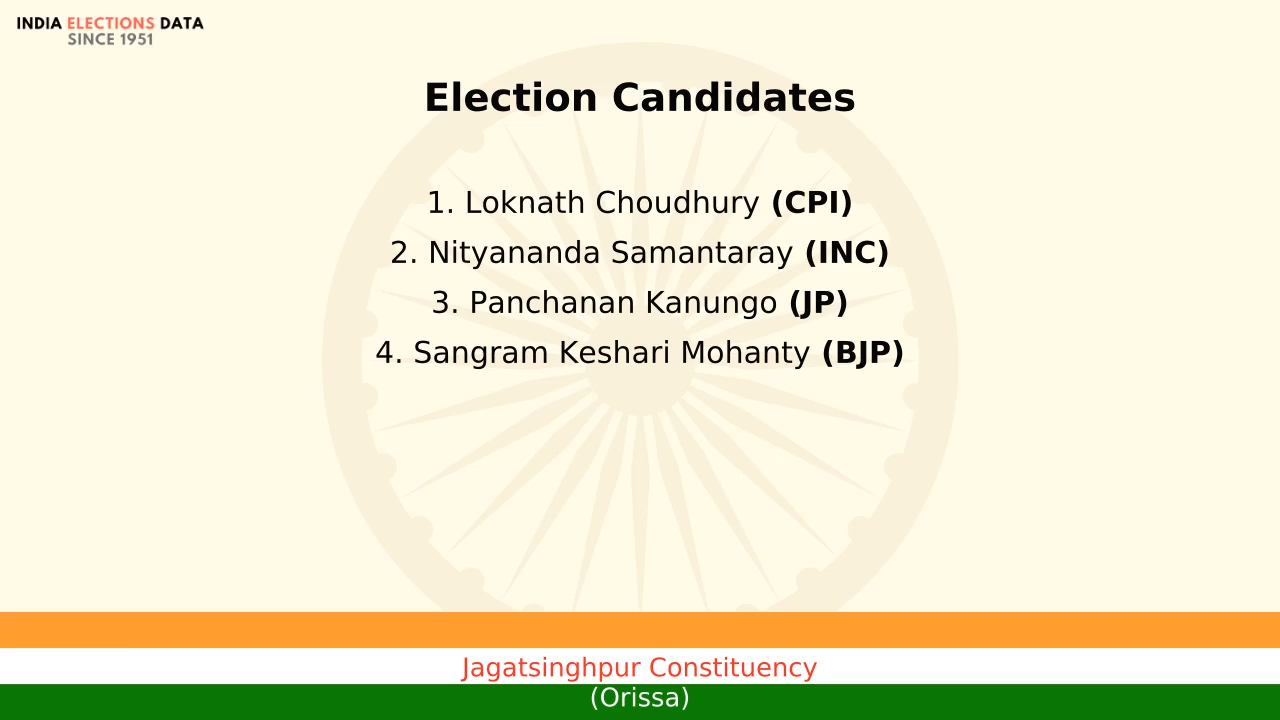 INDIA ELECTIONS DATA
SINCE 1951
Election Candidates
1. Loknath Choudhury (CPI)
2. Nityananda Samantaray (INC)
3. Panchanan Kanungo (JP)
4. Sangram Keshari Mohanty (BJP)
Jagatsinghpur Constituency
(Orissa)